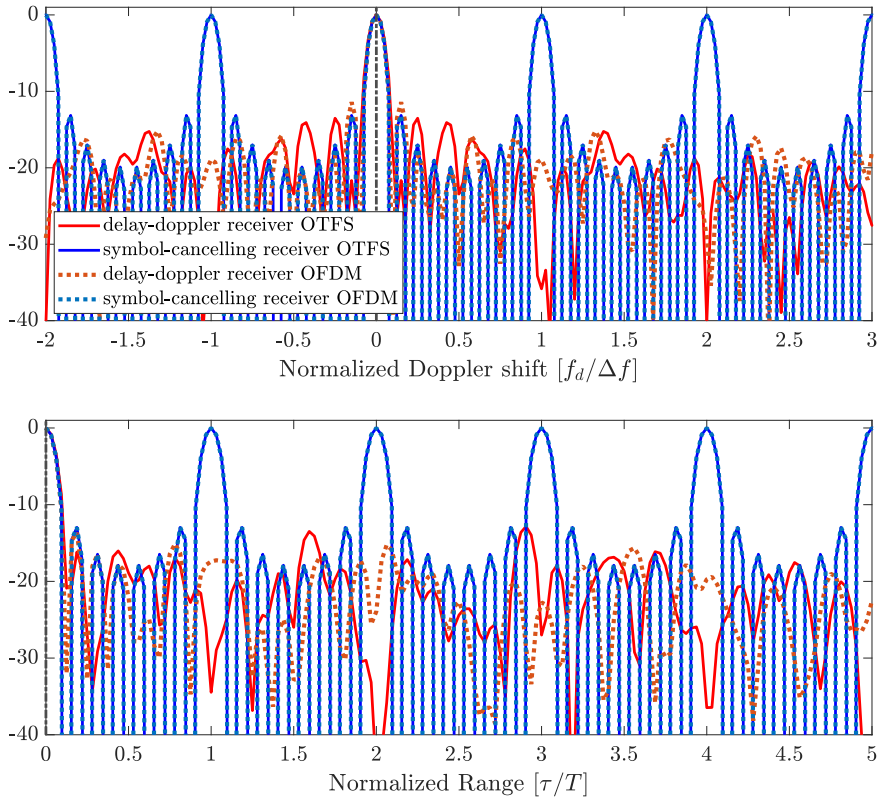 0
-10
-20
-30
-40
delay-doppler receiver OTFS
symbol-cancelling receiver OTFS
delay-doppler receiver OFDM
symbol-cancelling receiver OFDM
-2 -1.5 -1 -0.5 0 0.5 1 1.5 2 2.5 3
Normalized Doppler shift [f_d/Δf]
0
-10
-20
-30
-40
0 0.5 1 1.5 2 2.5 3 3.5 4 4.5 5
Normalized Range [τ/T]